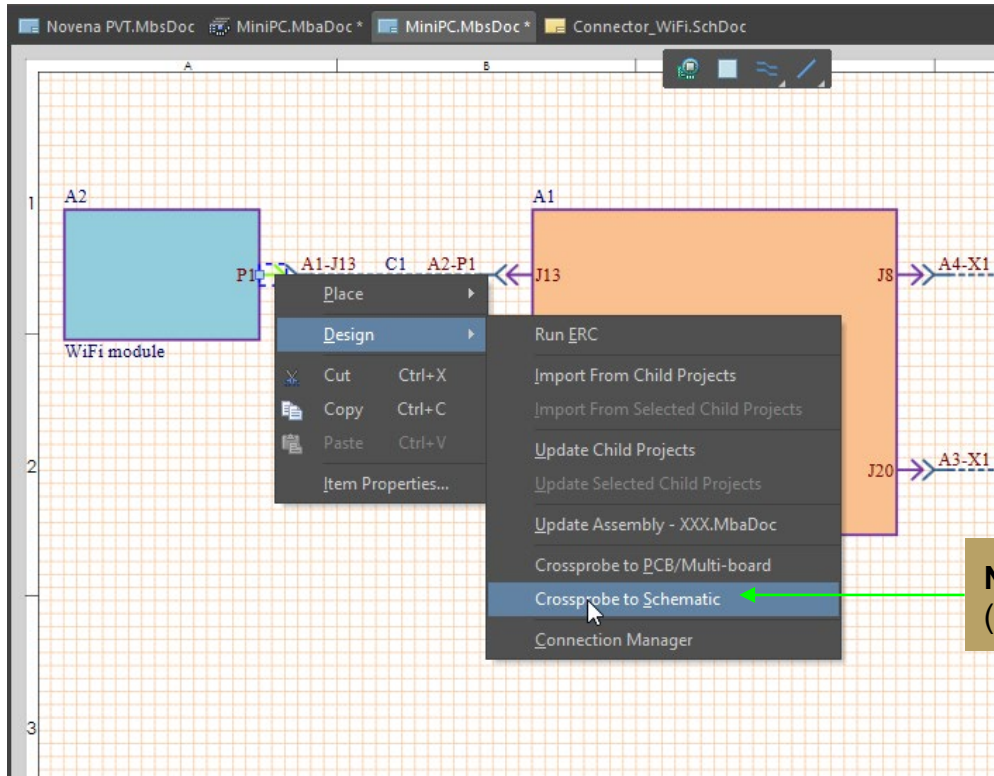 Novena PVT.MbsDoc MiniPC.MbaDoc * MiniPC.MbsDoc * Connector_WiFi.SchDoc
A B
1
A2 A1
P1 A1-J13 C1 A2-P1 J13 J8 A4-X1
WiFi module
Place
Design
Cut Ctrl+X
Copy Ctrl+C
Paste Ctrl+V
Item Properties...
Run ERC
Import From Child Projects
Import From Selected Child Projects
Update Child Projects
Update Selected Child Projects
Update Assembly - XXX.MbaDoc
Crossprobe to PCB/Multi-board
Crossprobe to Schematic
Connection Manager
2
J20 A3-X1
3